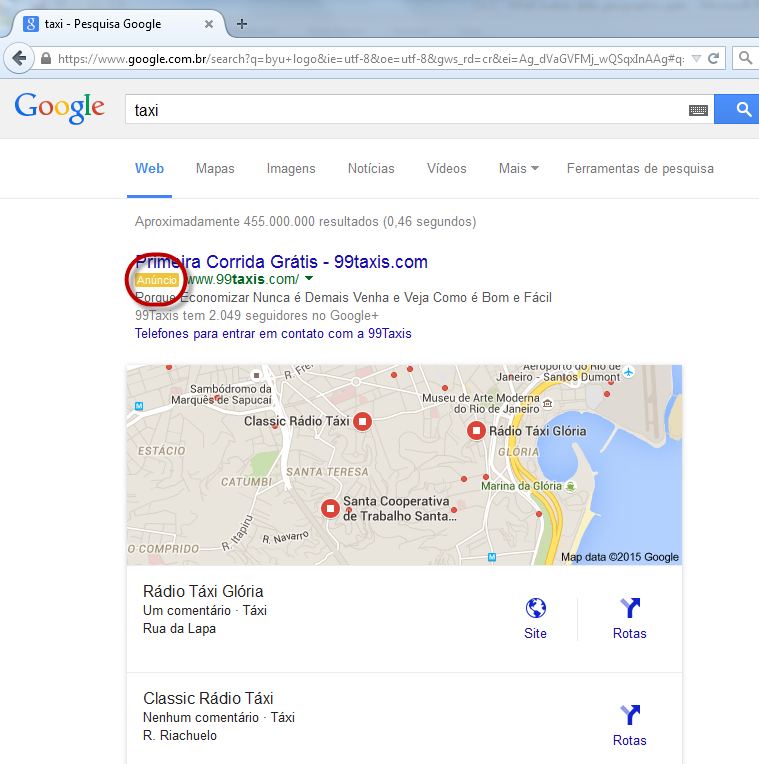 taxi - Pesquisa Google
https://www.google.com.br/search?q=byu+logo&ie=utf-8&oe=utf-8&gws_rd=cr&ei=Ag_dVaGVFMj_wQSqxInAAg#q=
Google
taxi
Web Mapas Imagens Notícias Vídeos Mais Ferramentas de pesquisa
Aproximadamente 455.000.000 resultados (0,46 segundos)
Primeira Corrida Grátis - 99taxis.com
Anúncio www.99taxis.com/
Porque Economizar Nunca é Demais Venha e Veja Como é Bom e Fácil
99Taxis tem 2.049 seguidores no Google+
Telefones para entrar em contato com a 99Taxis
R. Frei
Aeroporto do Rio de
Janeiro - Santos Dumont
Sambódromo da
Marquês de Sapucaí
Museu de Arte Moderna
do Rio de Janeiro
Classic Rádio Táxi
Rádio Táxi Glória
ESTÁCIO
GLÓRIA
SANTA TERESA
CATUMBI
Marina da Glória
Santa Cooperativa
de Trabalho Santa...
R. Itapiru
R. Navarro
O COMPRIDO
Map data ©2015 Google
Rádio Táxi Glória
Um comentário · Táxi
Rua da Lapa
Site
Rotas
Classic Rádio Táxi
Nenhum comentário · Táxi
R. Riachuelo
Rotas